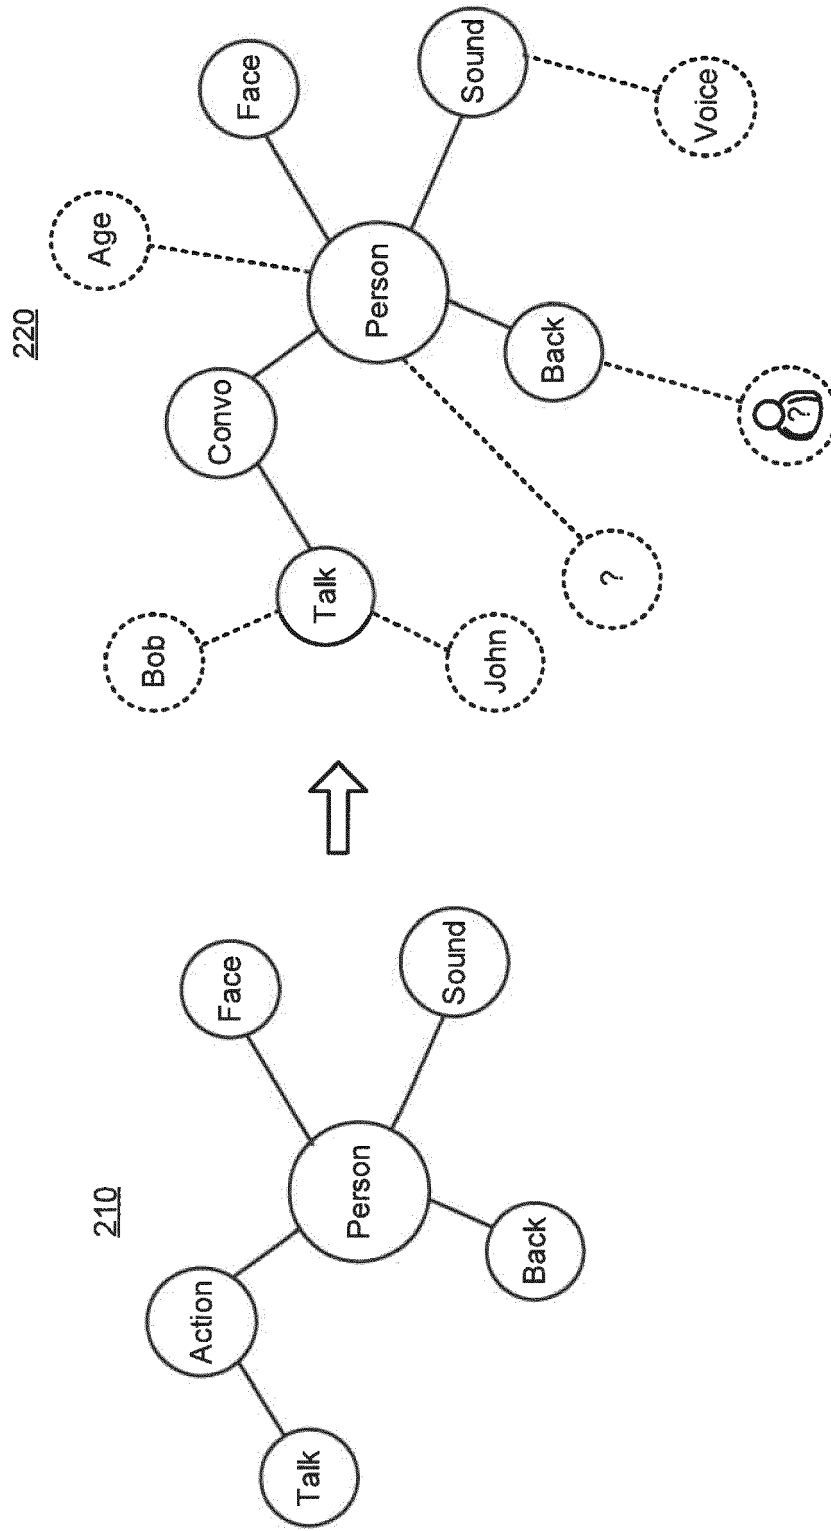 210
Talk
Action
Person
Face
Back
Sound
220
Bob
Talk
John
Convo
Person
Age
Face
?
Back
?
Sound
Voice